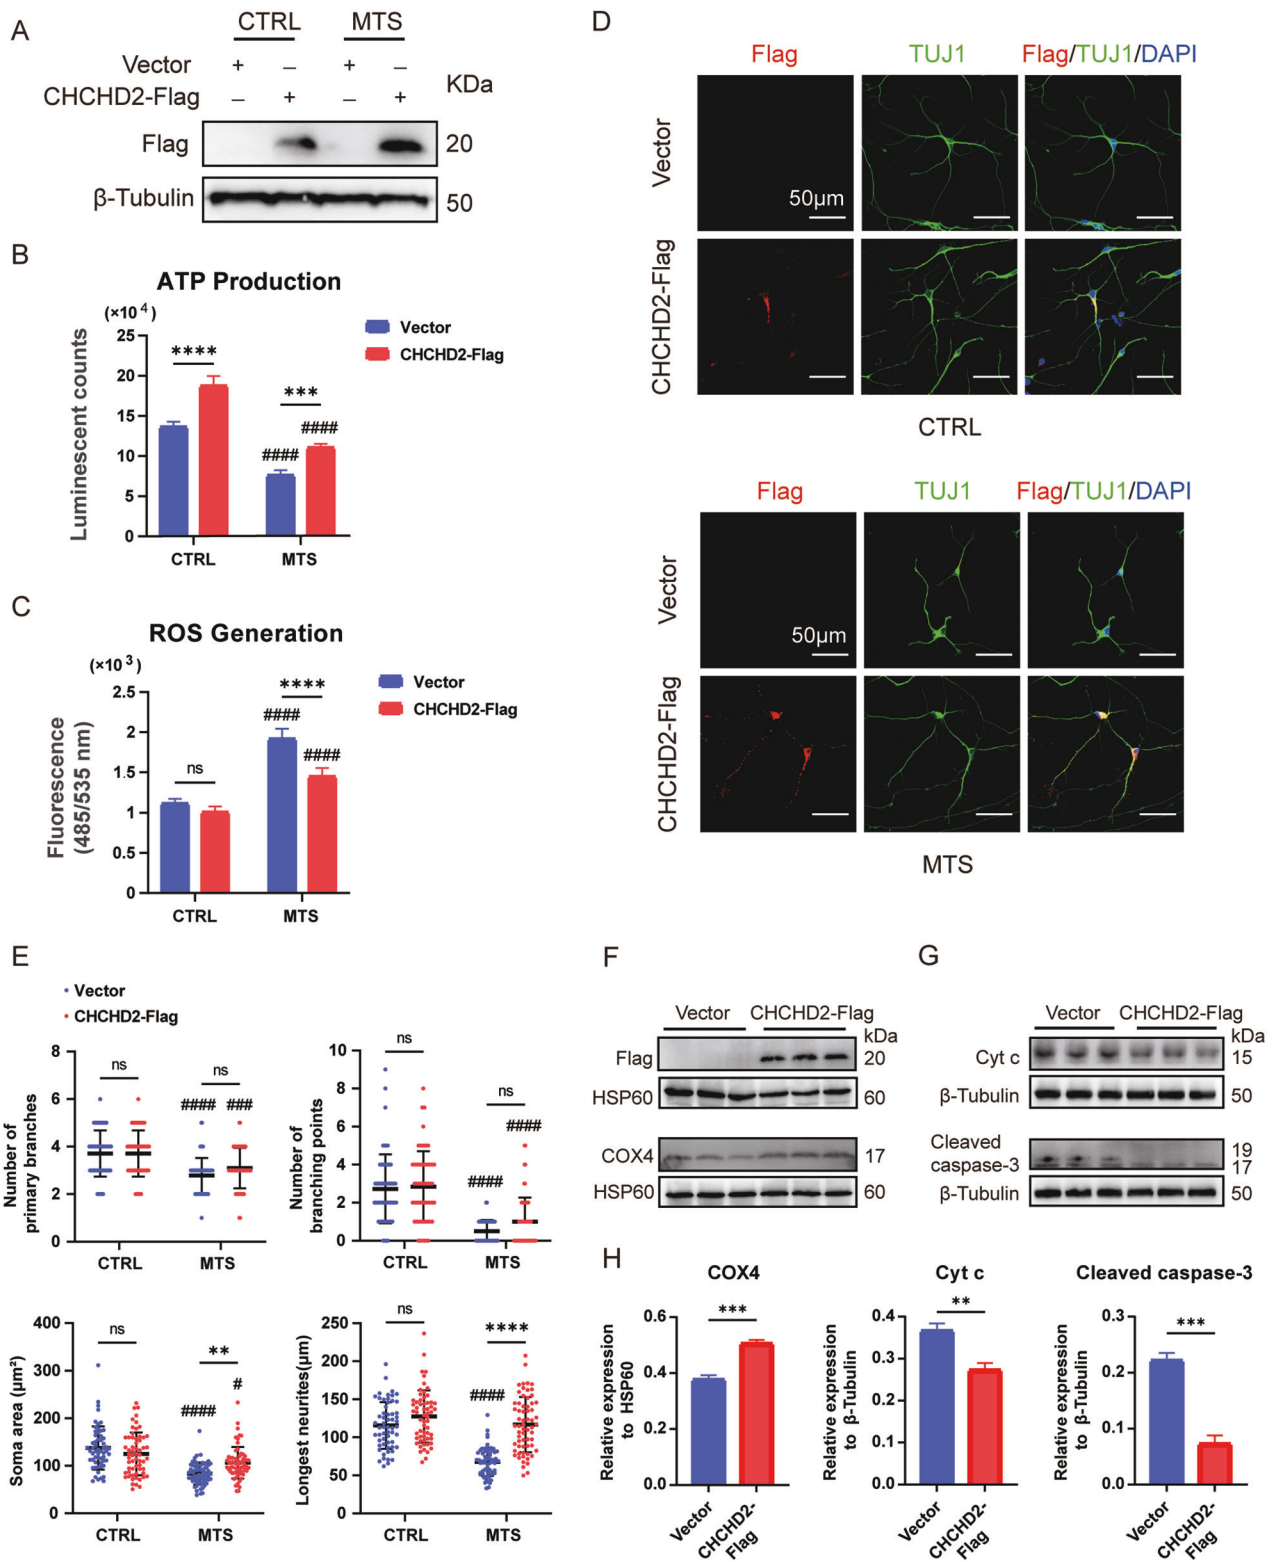 A
CTRL MTS
Vector + – + –
CHCHD2-Flag – + – +
KDa
Flag 20
β-Tubulin 50
B
ATP Production
(×10 4)
Luminescent counts
25
20
15
10
5
0
**** ***
#### ####
CTRL MTS
Vector
CHCHD2-Flag
C
ROS Generation
(×10 3)
Fluorescence
(485/535 nm)
2.5
2
1.5
1
0.5
0
ns ****
#### ####
CTRL MTS
Vector
CHCHD2-Flag
D
Flag TUJ1 Flag/TUJ1/DAPI
Vector
50μm
CHCHD2-Flag
CTRL
Flag TUJ1 Flag/TUJ1/DAPI
Vector
50μm
CHCHD2-Flag
MTS
E
Vector
CHCHD2-Flag
Number of
primary branches
8
6
4
2
0
ns ns
#### ###
CTRL MTS
Number of
branching points
10
8
6
4
2
0
ns ns
#### ####
CTRL MTS
Soma area (μm²)
400
300
200
100
0
ns **
#### #
CTRL MTS
Longest neurites(μm)
250
200
150
100
50
0
ns ****
####
CTRL MTS
F
Vector CHCHD2-Flag
kDa
Flag 20
HSP60 60
COX4 17
HSP60 60
G
Vector CHCHD2-Flag
kDa
Cyt c 15
β-Tubulin 50
Cleaved
caspase-3
19
17
β-Tubulin 50
H
COX4
Relative expression
to HSP60
0.6
0.4
0.2
0.0
***
Vector
CHCHD2-
Flag
Cyt c
Relative expression
to β-Tubulin
0.4
0.3
0.2
0.1
0.0
**
Vector
CHCHD2-
Flag
Cleaved caspase-3
Relative expression
to β-Tubulin
0.3
0.2
0.1
0.0
***
Vector
CHCHD2-
Flag